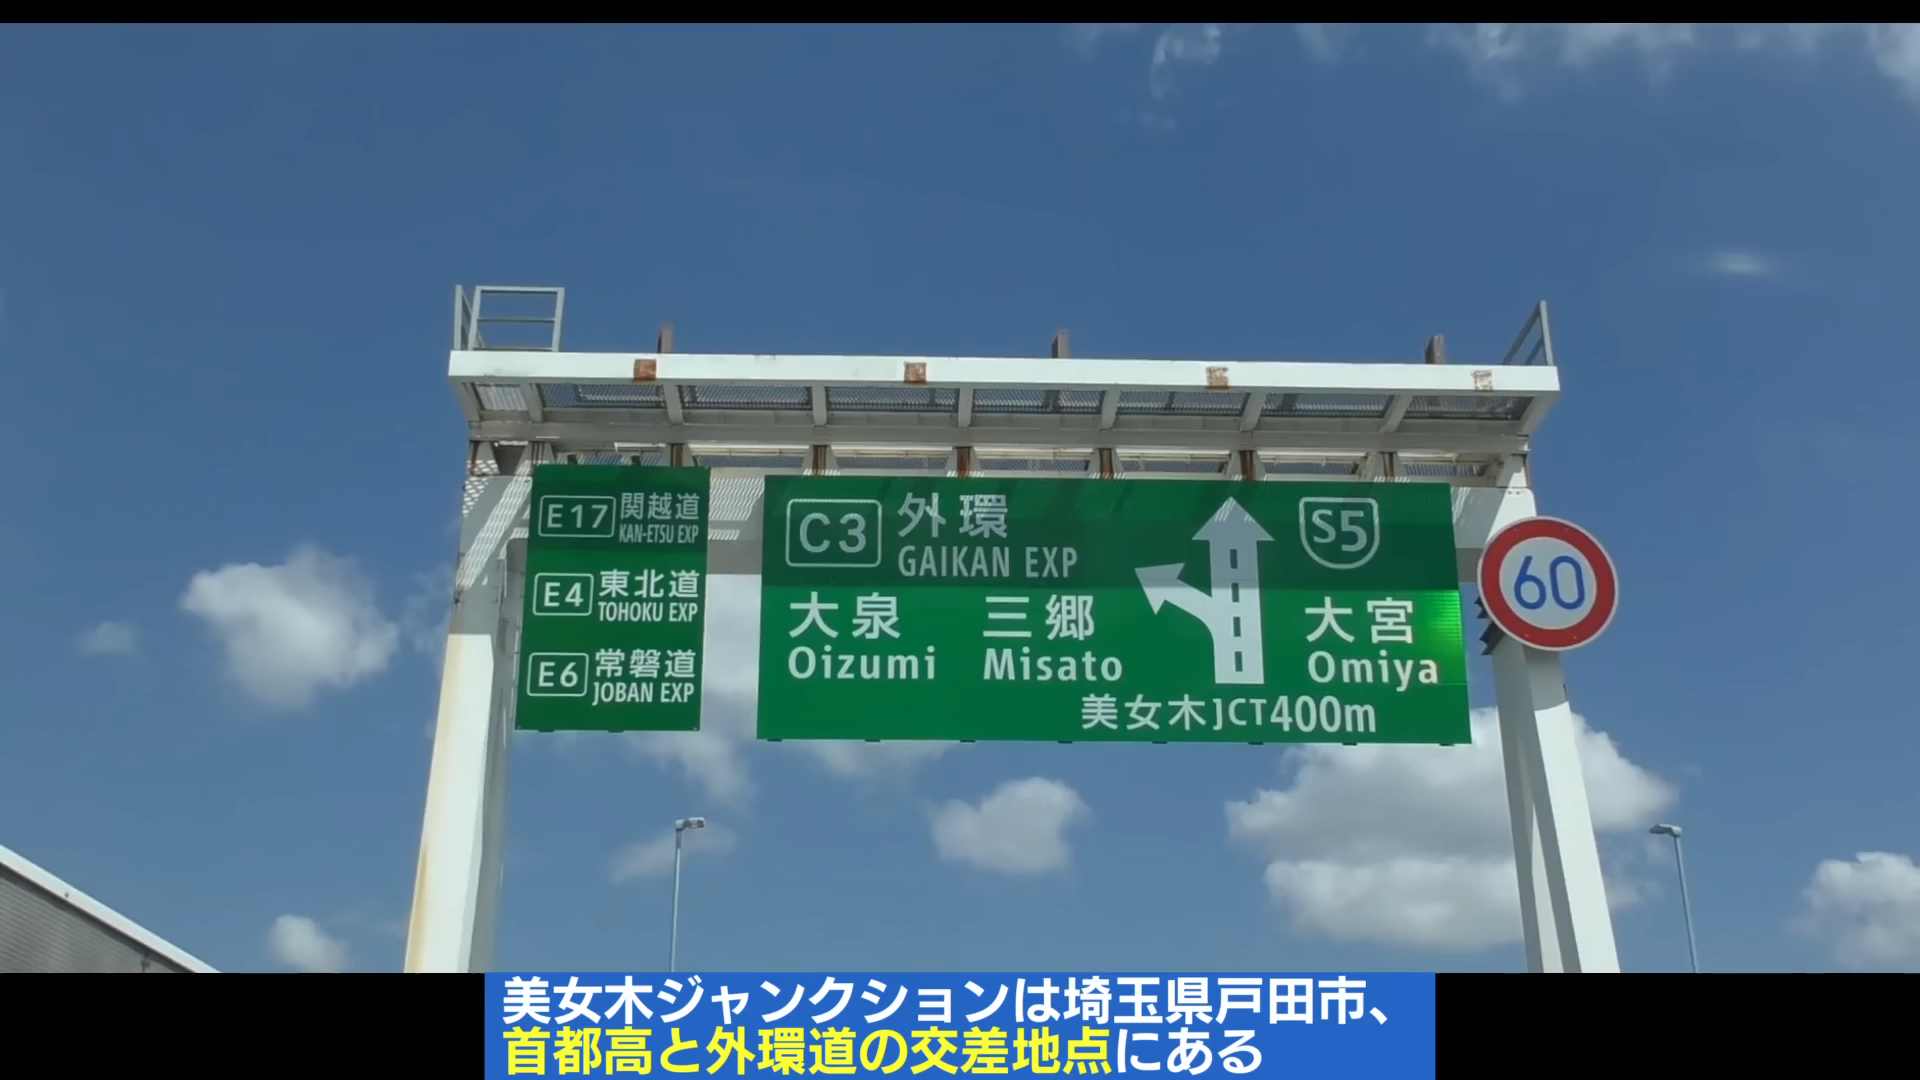 E17 関越道
KAN-ETSU EXP
E4 東北道
TOHOKU EXP
E6 常磐道
JOBAN EXP
C3 外環
GAIKAN EXP
S5
大泉 三郷 大宮
Oizumi Misato Omiya
美女木JCT400m
60
美女木ジャンクションは埼玉県戸田市、
首都高と外環道の交差地点にある